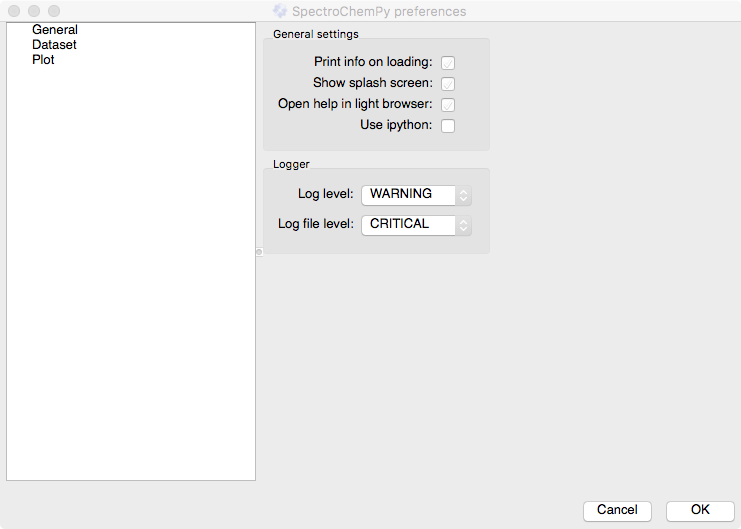 SpectroChemPy preferences
General
Dataset
Plot
General settings
Print info on loading:
Show splash screen:
Open help in light browser:
Use ipython:
Logger
Log level: WARNING
Log file level: CRITICAL
Cancel OK